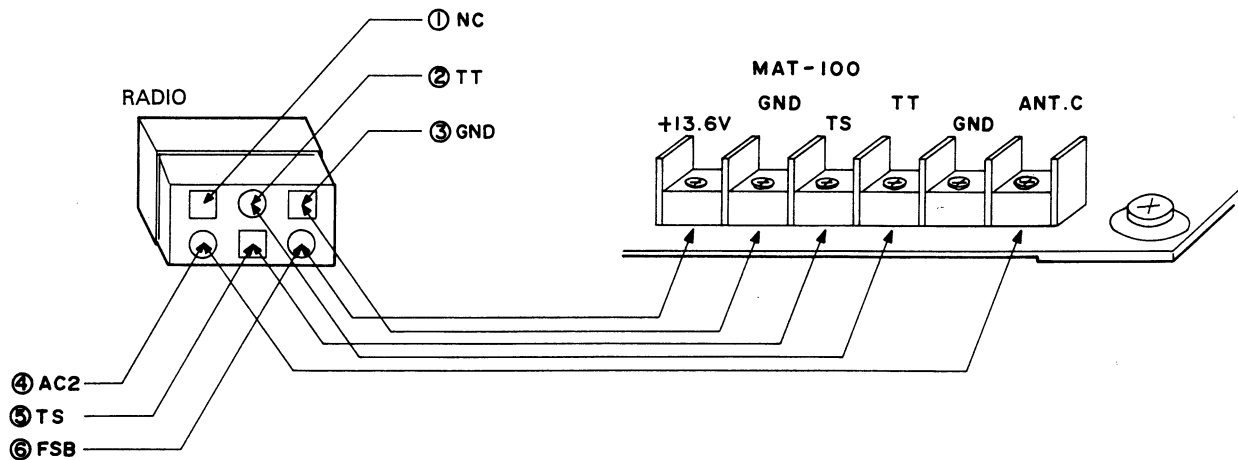 ① NC
② TT
③ GND
RADIO
MAT-100
+13.6V
GND
TS
TT
GND
ANT.C
④ AC2
⑤ TS
⑥ FSB